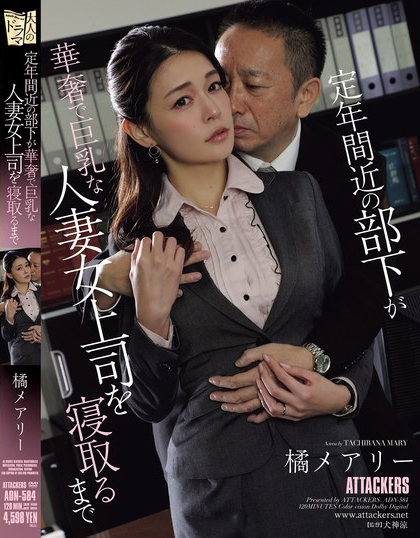 大人の
ドラマ
定年間近の部下が華奢で巨乳な
人妻女上司を寝取るまで
橘メアリー
ATTACKERS
ADN-584
120 MIN
4,598 YEN
定年間近の部下が
華奢で巨乳な
人妻女上司を
寝取るまで
Actress by TACHIBANA MARY
橘メアリー
ATTACKERS
Presented by ATTACKERS. ADN-584
120MINUTES Color vision Dolby Digital
www.attackers.net
【監督】犬神涼